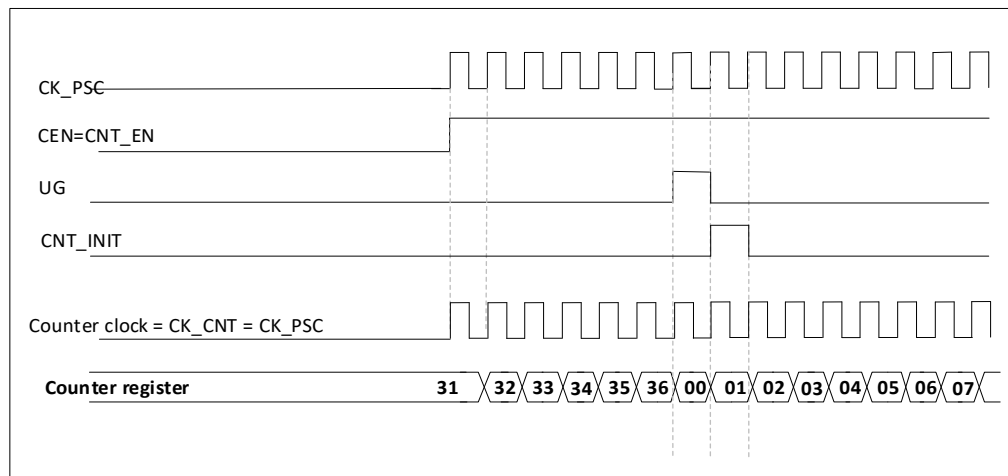 CK_PSC
CEN=CNT_EN
UG
CNT_INIT
Counter clock = CK_CNT = CK_PSC
Counter register 31 32 33 34 35 36 00 01 02 03 04 05 06 07